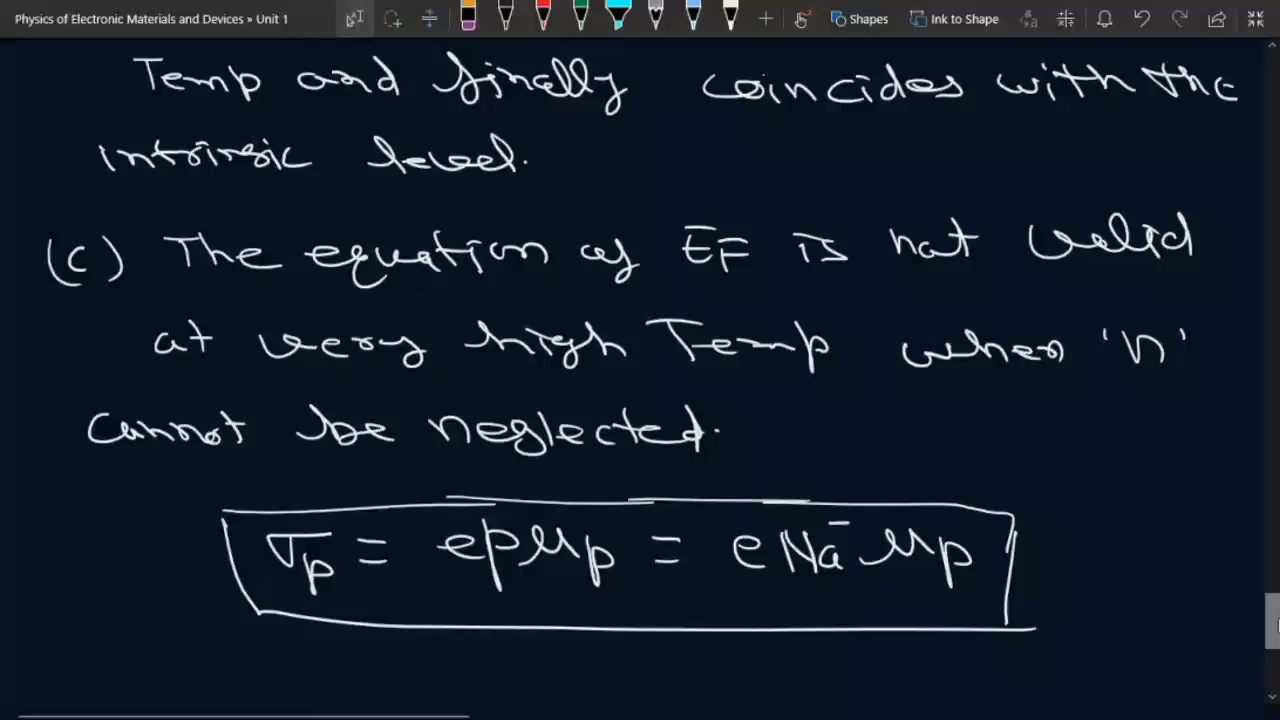 Physics of Electronic Materials and Devices » Unit 1
Shapes
Ink to Shape
Temp and finally coincides with the
intrinsic level.
(c) The equation of EF is not valid
at very high Temp when 'n'
cannot be neglected.
σp = epμp = eNa⁻μp